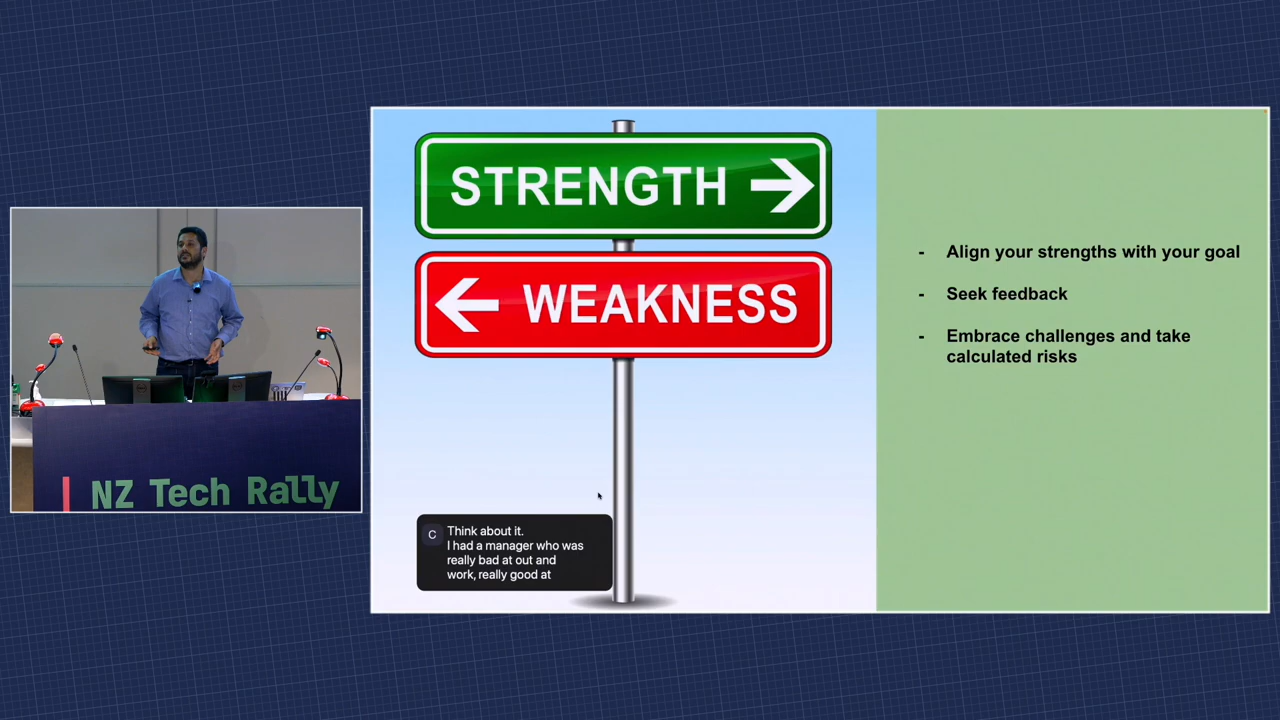 STRENGTH
WEAKNESS
- Align your strengths with your goal
- Seek feedback
- Embrace challenges and take
calculated risks
C
Think about it.
I had a manager who was
really bad at out and
work, really good at
NZ Tech Rally